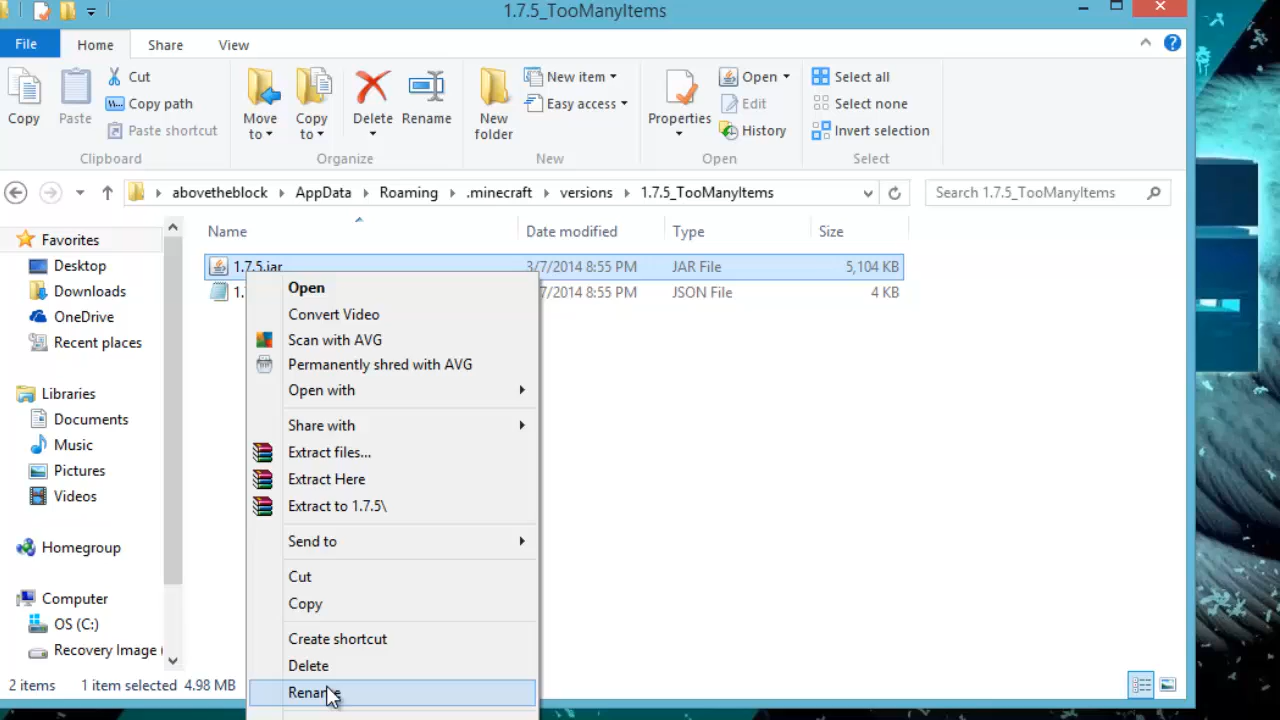 1.7.5_TooManyItems
File Home Share View
Copy Paste Cut Copy path Paste shortcut
Move to Copy to Delete Rename
New folder New item Easy access
Properties Open Edit History
Select all Select none Invert selection
Clipboard Organize New Open Select
abovetheblock AppData Roaming .minecraft versions 1.7.5_TooManyItems
Search 1.7.5_TooManyItems
Name Date modified Type Size
1.7.5.jar 3/7/2014 8:55 PM JAR File 5,104 KB
1. 7/2014 8:55 PM JSON File 4 KB
Favorites
Desktop
Downloads
OneDrive
Recent places
Libraries
Documents
Music
Pictures
Videos
Homegroup
Computer
OS (C:)
Recovery Image
Open
Convert Video
Scan with AVG
Permanently shred with AVG
Open with
Share with
Extract files...
Extract Here
Extract to 1.7.5\
Send to
Cut
Copy
Create shortcut
Delete
Rename
2 items 1 item selected 4.98 MB